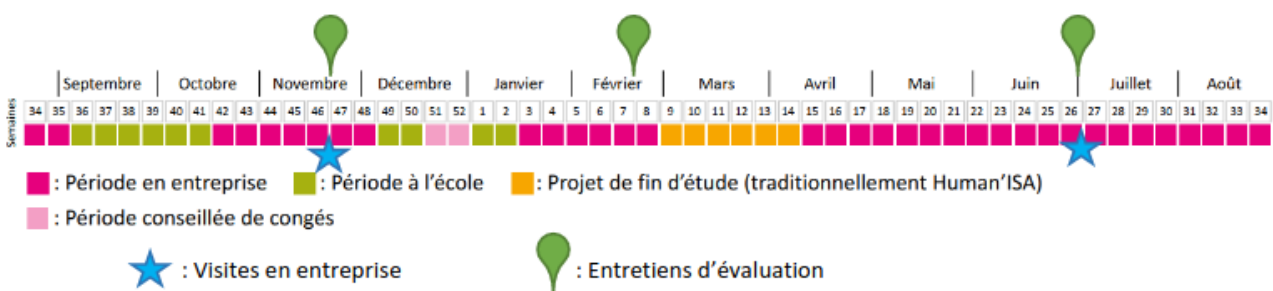 Septembre Octobre Novembre Décembre Janvier Février Mars Avril Mai Juin Juillet Août
Semaines 34 35 36 37 38 39 40 41 42 43 44 45 46 47 48 49 50 51 52 1 2 3 4 5 6 7 8 9 10 11 12 13 14 15 16 17 18 19 20 21 22 23 24 25 26 27 28 29 30 31 32 33 34
: Période en entreprise : Période à l'école : Projet de fin d'étude (traditionnellement Human'ISA)
: Période conseillée de congés
: Visites en entreprise : Entretiens d'évaluation